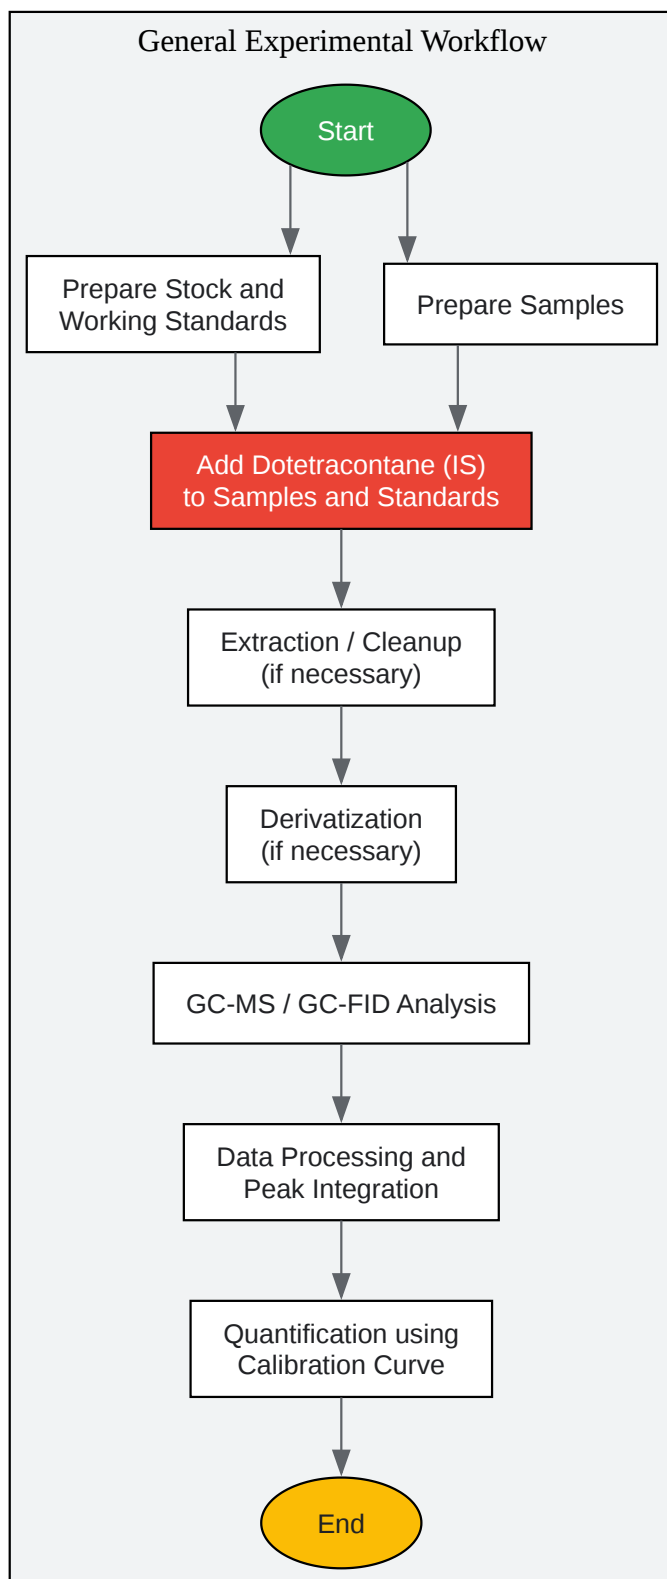 General Experimental Workflow
Start
Prepare Stock and
Working Standards
Prepare Samples
Add Dotetracontane (IS)
to Samples and Standards
Extraction / Cleanup
(if necessary)
Derivatization
(if necessary)
GC-MS / GC-FID Analysis
Data Processing and
Peak Integration
Quantification using
Calibration Curve
End